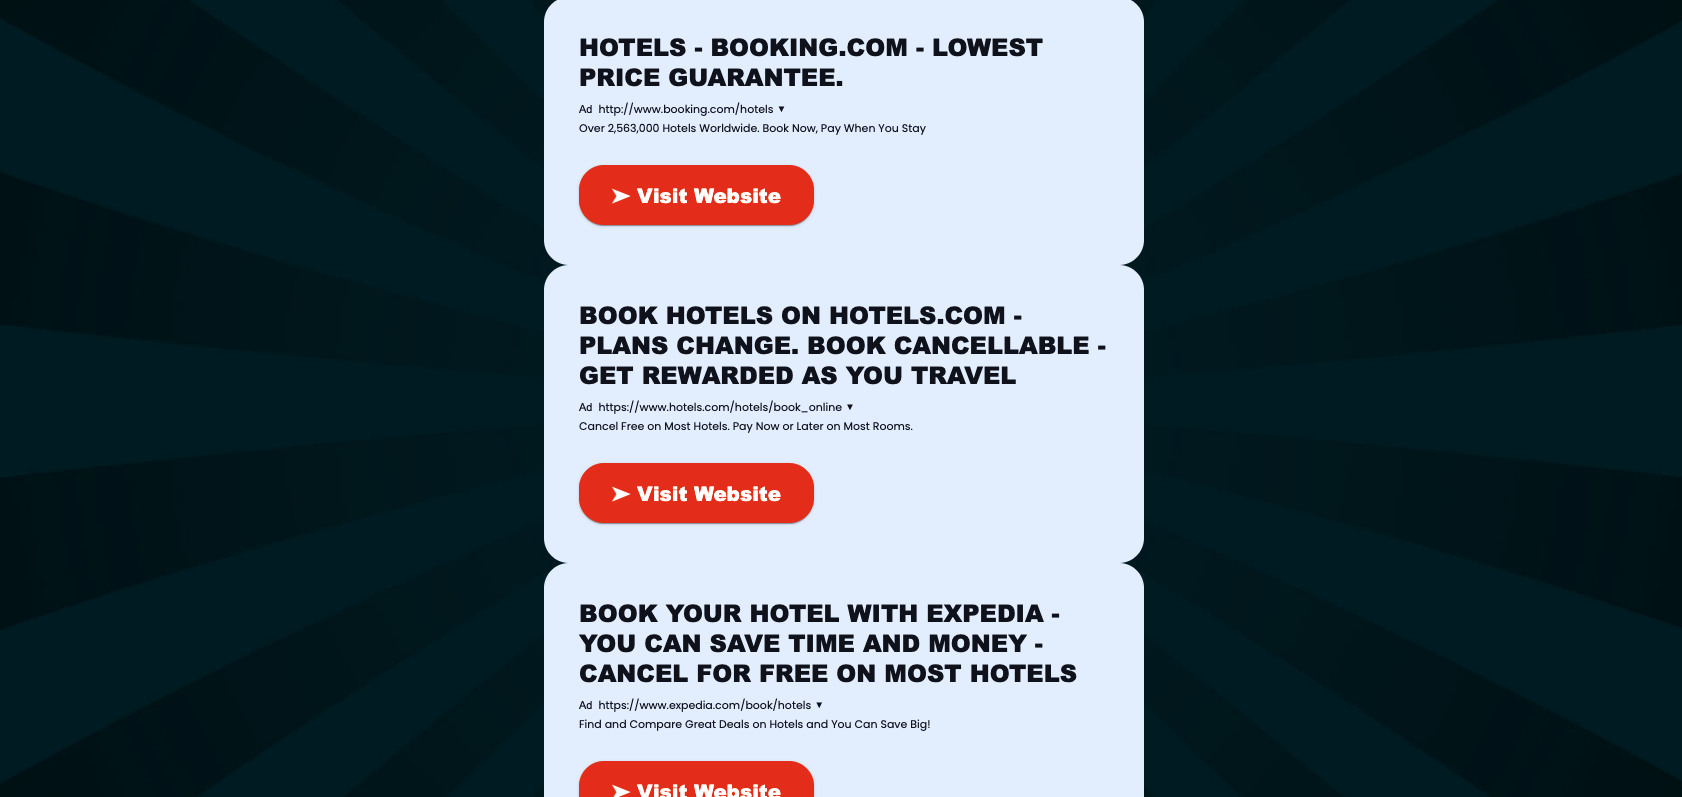 HOTELS - BOOKING.COM - LOWEST
PRICE GUARANTEE.
Ad http://www.booking.com/hotels ▼
Over 2,563,000 Hotels Worldwide. Book Now, Pay When You Stay
➤ Visit Website
BOOK HOTELS ON HOTELS.COM -
PLANS CHANGE. BOOK CANCELLABLE -
GET REWARDED AS YOU TRAVEL
Ad https://www.hotels.com/hotels/book_online ▼
Cancel Free on Most Hotels. Pay Now or Later on Most Rooms.
➤ Visit Website
BOOK YOUR HOTEL WITH EXPEDIA -
YOU CAN SAVE TIME AND MONEY -
CANCEL FOR FREE ON MOST HOTELS
Ad https://www.expedia.com/book/hotels ▼
Find and Compare Great Deals on Hotels and You Can Save Big!
➤ Visit Website